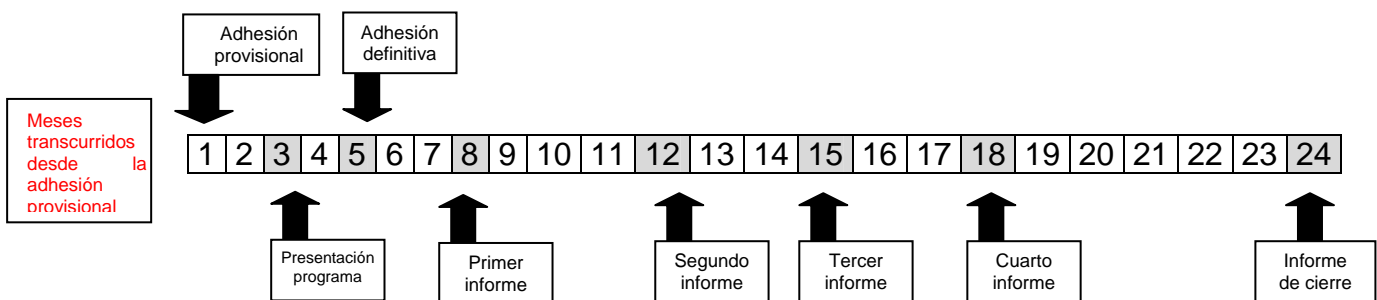 Adhesión
provisional
Adhesión
definitiva
Meses
transcurridos
desde la
adhesión
provisional
1 2 3 4 5 6 7 8 9 10 11 12 13 14 15 16 17 18 19 20 21 22 23 24
Presentación
programa
Primer
informe
Segundo
informe
Tercer
informe
Cuarto
informe
Informe
de cierre